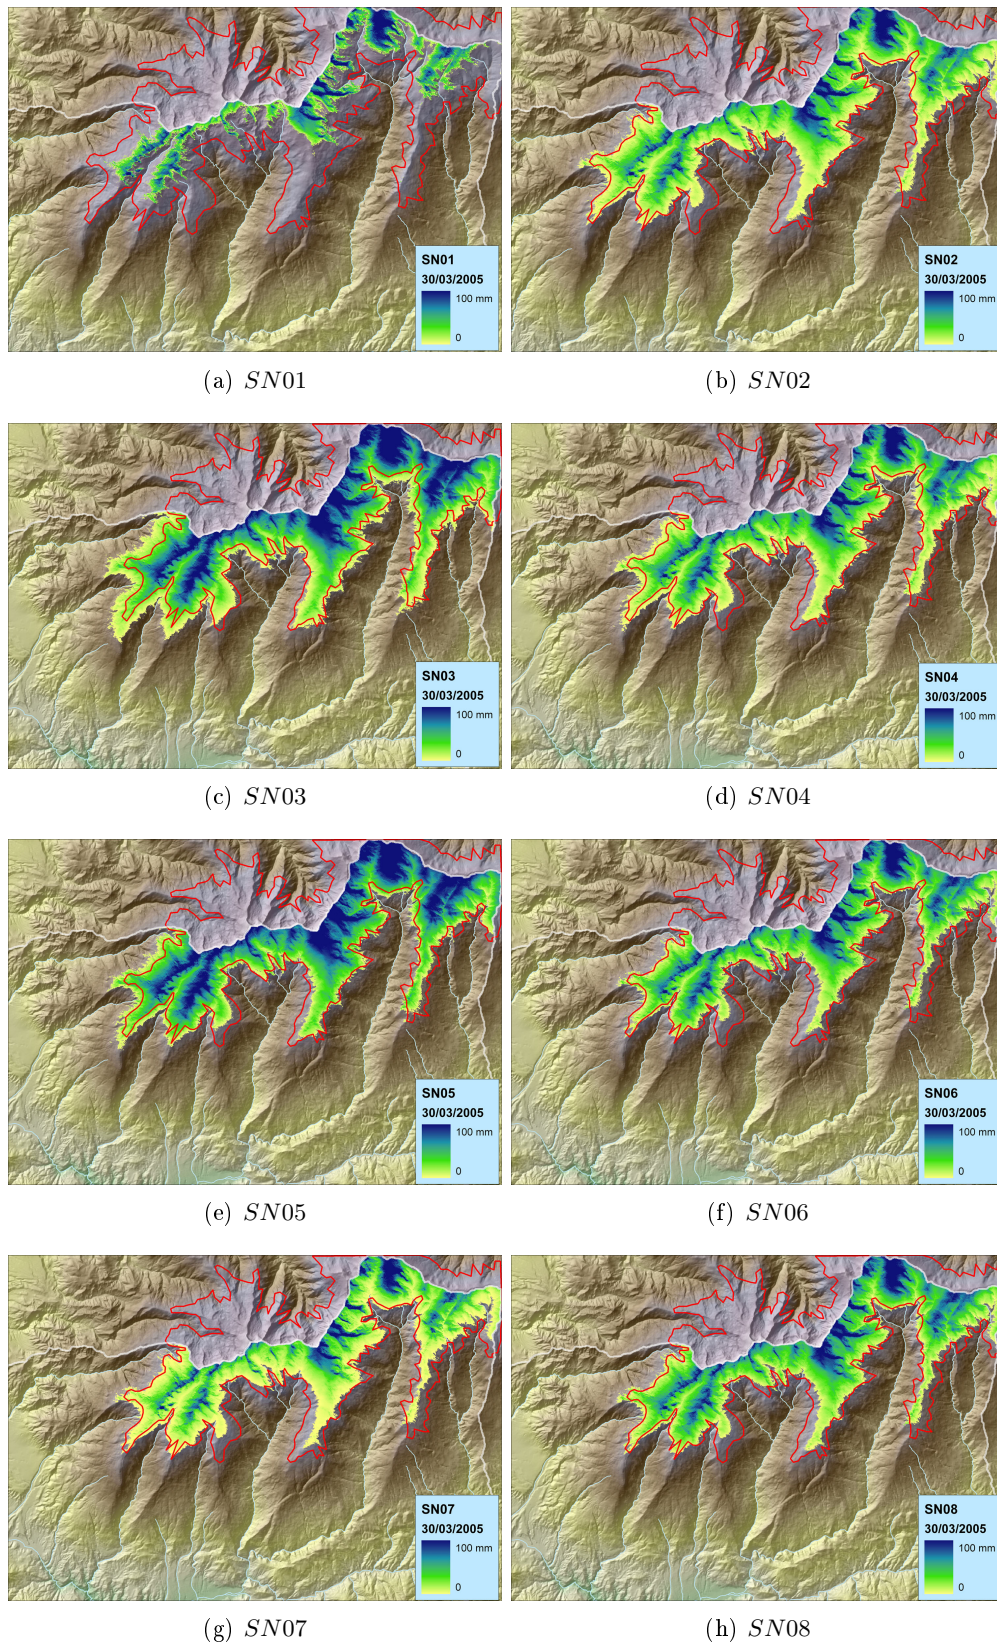 SN01
30/03/2005
100 mm
0
(a) SN01
SN02
30/03/2005
100 mm
0
(b) SN02
SN03
30/03/2005
100 mm
0
(c) SN03
SN04
30/03/2005
100 mm
0
(d) SN04
SN05
30/03/2005
100 mm
0
(e) SN05
SN06
30/03/2005
100 mm
0
(f) SN06
SN07
30/03/2005
100 mm
0
(g) SN07
SN08
30/03/2005
100 mm
0
(h) SN08